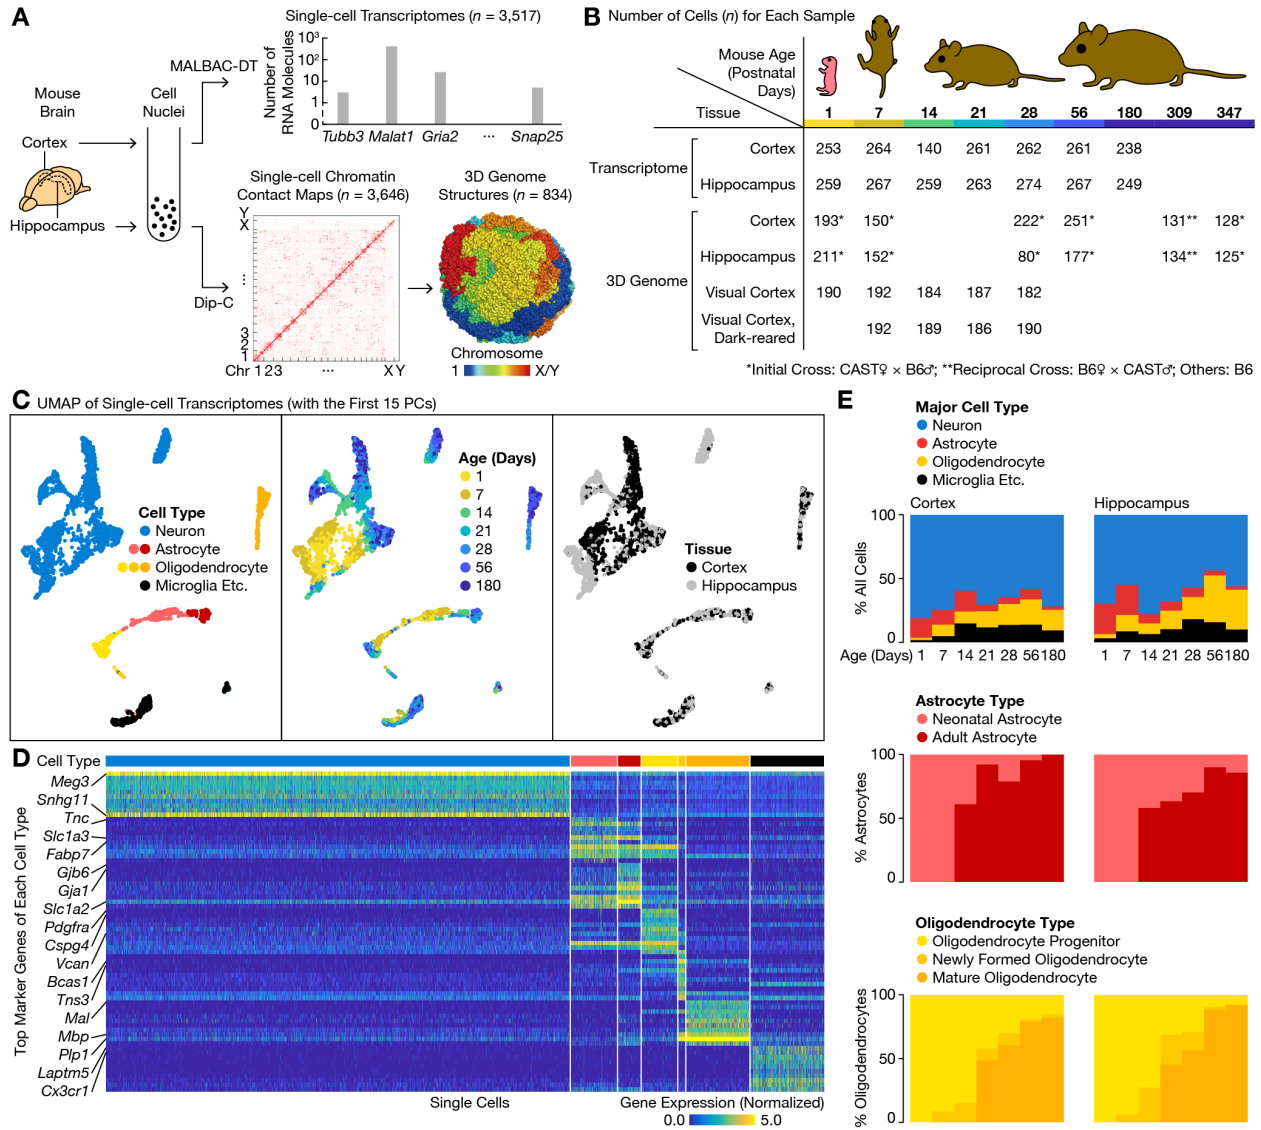 A
Single-cell Transcriptomes (n = 3,517)
Number of
RNA Molecules
10³
10²
10
1
0
Tubb3 Malat1 Gria2 ··· Snap25
MALBAC-DT
Mouse
Brain
Cell
Nuclei
Cortex
Hippocampus
Dip-C
Single-cell Chromatin
Contact Maps (n = 3,646)
Y
X
⋮
3
2
1
Chr 1 2 3 ··· X Y
3D Genome
Structures (n = 834)
Chromosome
1 X/Y
B Number of Cells (n) for Each Sample
Mouse Age
(Postnatal
Days)
Tissue 1 7 14 21 28 56 180 309 347
Transcriptome
Cortex 253 264 140 261 262 261 238
Hippocampus 259 267 259 263 274 267 249
3D Genome
Cortex 193* 150* 222* 251* 131** 128*
Hippocampus 211* 152* 80* 177* 134** 125*
Visual Cortex 190 192 184 187 182
Visual Cortex,
Dark-reared 192 189 186 190
*Initial Cross: CAST♀ × B6♂; **Reciprocal Cross: B6♀ × CAST♂; Others: B6
C UMAP of Single-cell Transcriptomes (with the First 15 PCs)
Cell Type
Neuron
Astrocyte
Oligodendrocyte
Microglia Etc.
Age (Days)
1
7
14
21
28
56
180
Tissue
Cortex
Hippocampus
D
Cell Type
Top Marker Genes of Each Cell Type
Meg3
Snhg11
Tnc
Slc1a3
Fabp7
Gjb6
Gja1
Slc1a2
Pdgfra
Cspg4
Vcan
Bcas1
Tns3
Mal
Mbp
Plp1
Laptm5
Cx3cr1
Single Cells
Gene Expression (Normalized)
0.0 5.0
E
Major Cell Type
Neuron
Astrocyte
Oligodendrocyte
Microglia Etc.
Cortex Hippocampus
% All Cells
100
50
0
Age (Days) 1 7 14 21 28 56 180 1 7 14 21 28 56 180
Astrocyte Type
Neonatal Astrocyte
Adult Astrocyte
% Astrocytes
100
50
0
Oligodendrocyte Type
Oligodendrocyte Progenitor
Newly Formed Oligodendrocyte
Mature Oligodendrocyte
% Oligodendrocytes
100
50
0